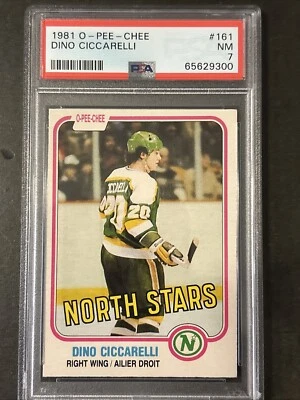 1981 O-PEE-CHEE #161
DINO CICCARELLI NM
PSA 7
65629300
O-PEE-CHEE
20
NORTH STARS
DINO CICCARELLI N
RIGHT WING/AILIER DROIT